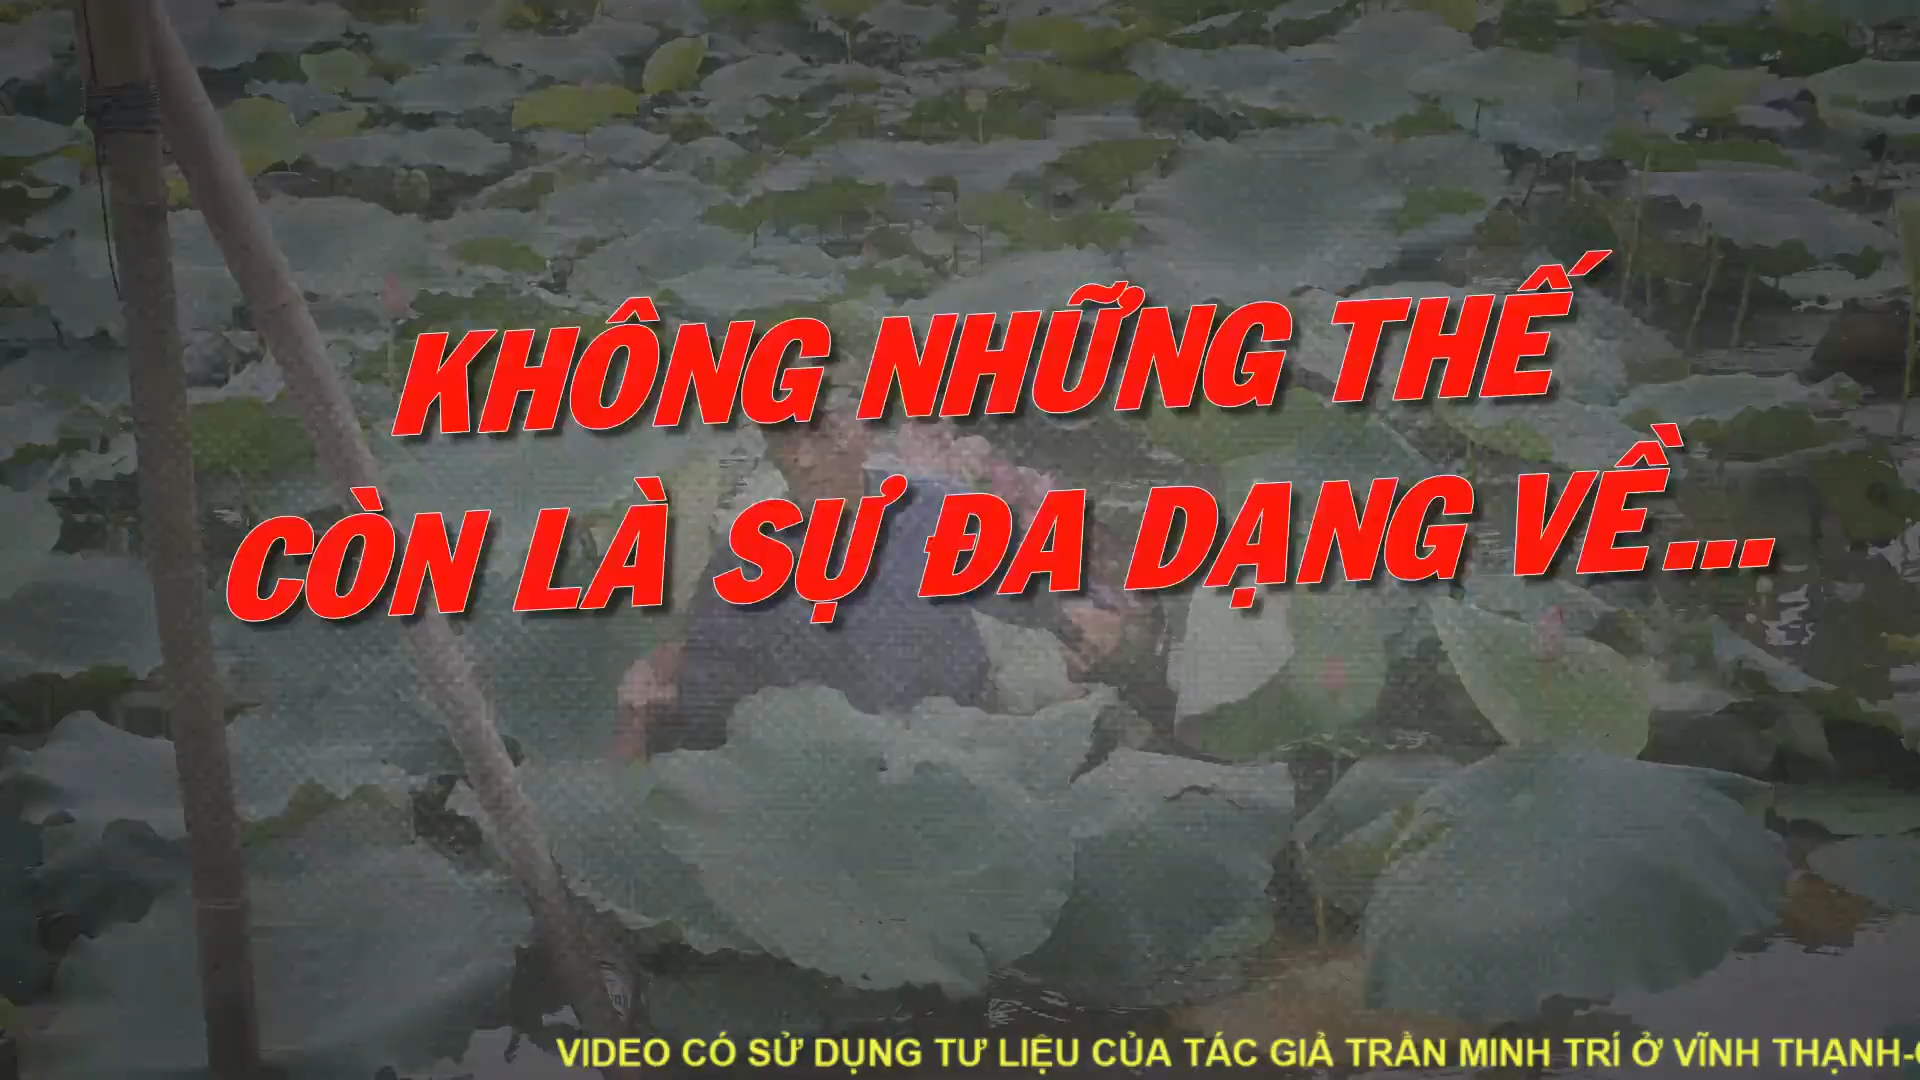 KHÔNG NHỮNG THẾ
CÒN LÀ SỰ ĐA DẠNG VỀ...
VIDEO CÓ SỬ DỤNG TƯ LIỆU CỦA TÁC GIẢ TRẦN MINH TRÍ Ở VĨNH THẠNH-